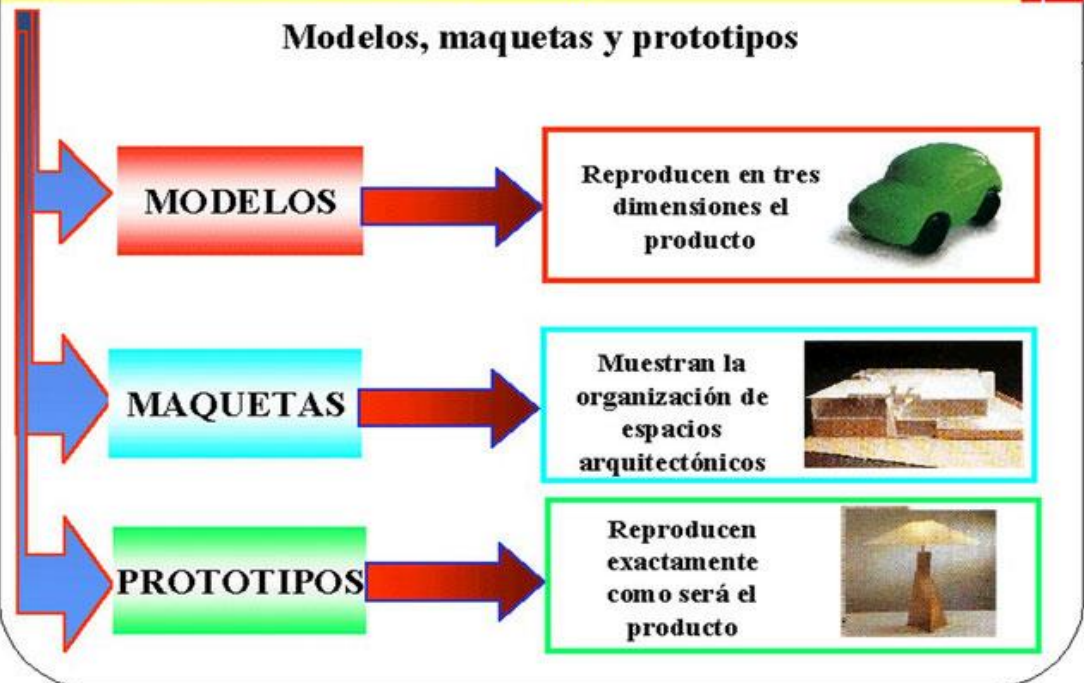 Modelos, maquetas y prototipos
MODELOS
Reproducen en tres
dimensiones el
producto
MAQUETAS
Muestran la
organización de
espacios
arquitectónicos
PROTOTIPOS
Reproducen
exactamente
como será el
producto